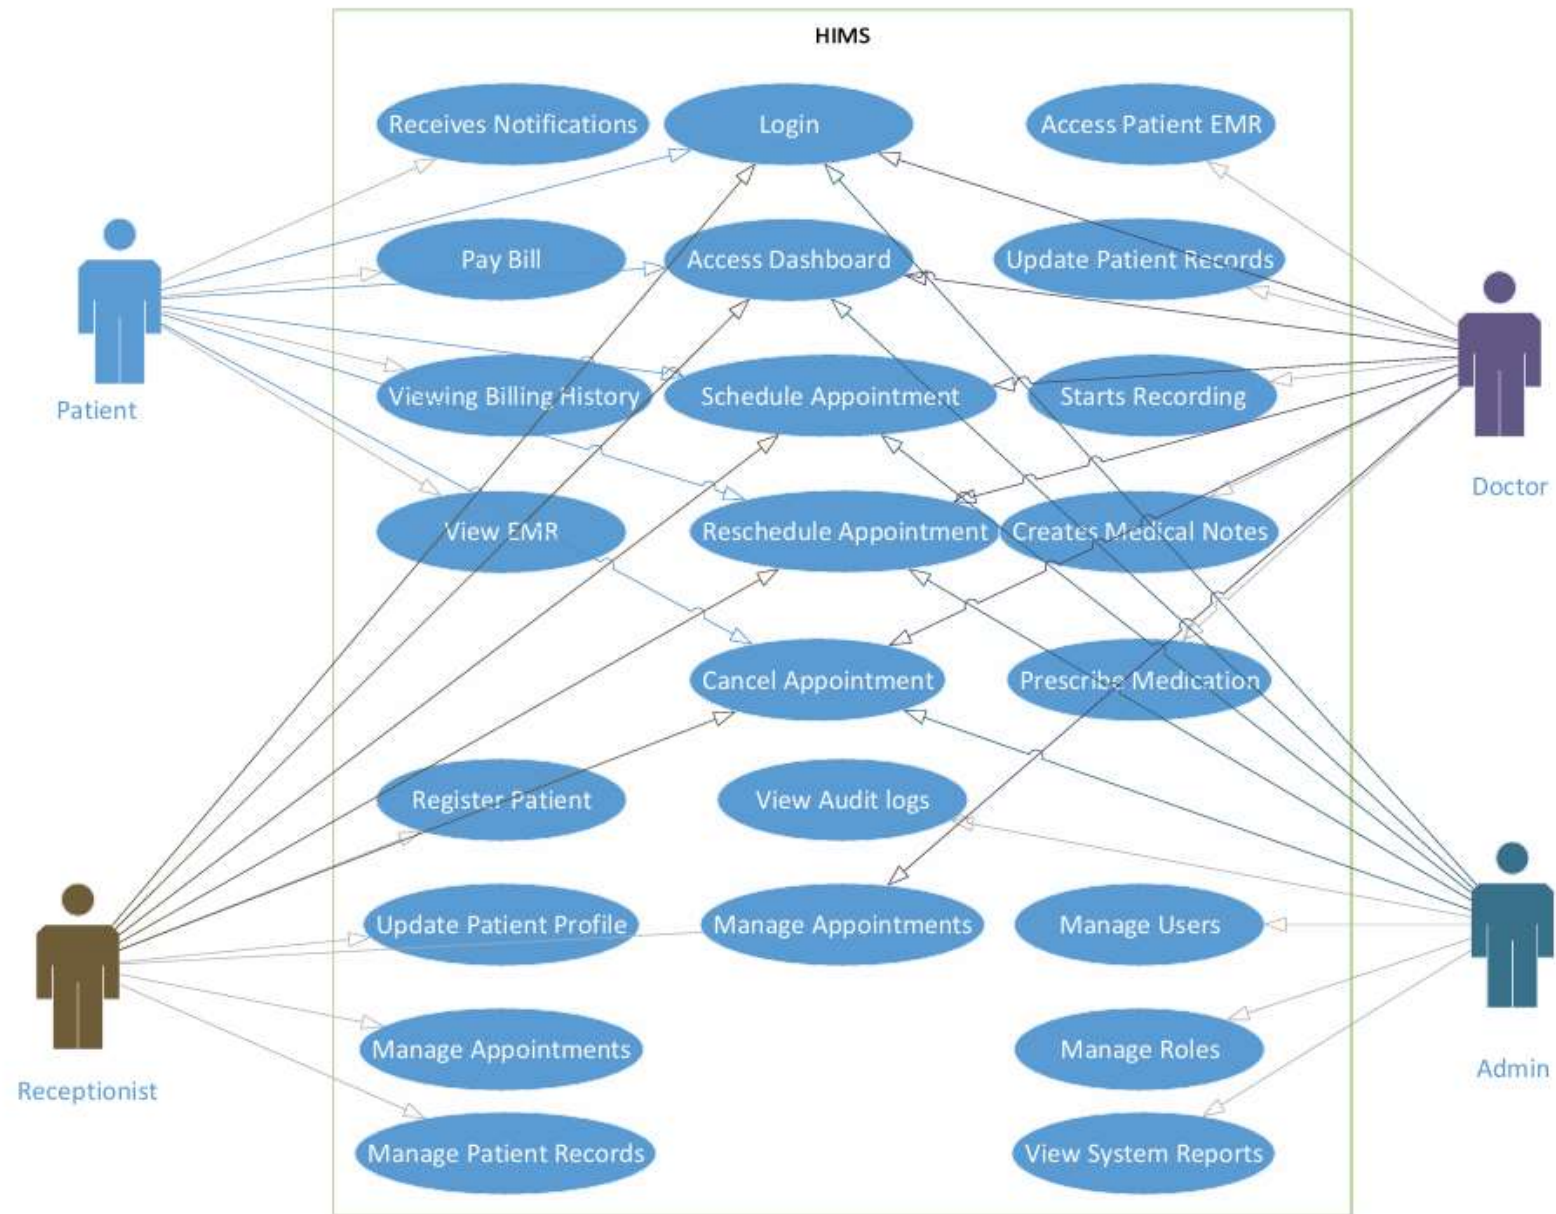 HIMS
Receives Notifications
Login
Access Patient EMR
Pay Bill
Access Dashboard
Update Patient Records
Patient
Viewing Billing History
Schedule Appointment
Starts Recording
Doctor
View EMR
Reschedule Appointment
Creates Medical Notes
Cancel Appointment
Prescribe Medication
Register Patient
View Audit logs
Update Patient Profile
Manage Appointments
Manage Users
Receptionist
Manage Appointments
Manage Roles
Admin
Manage Patient Records
View System Reports